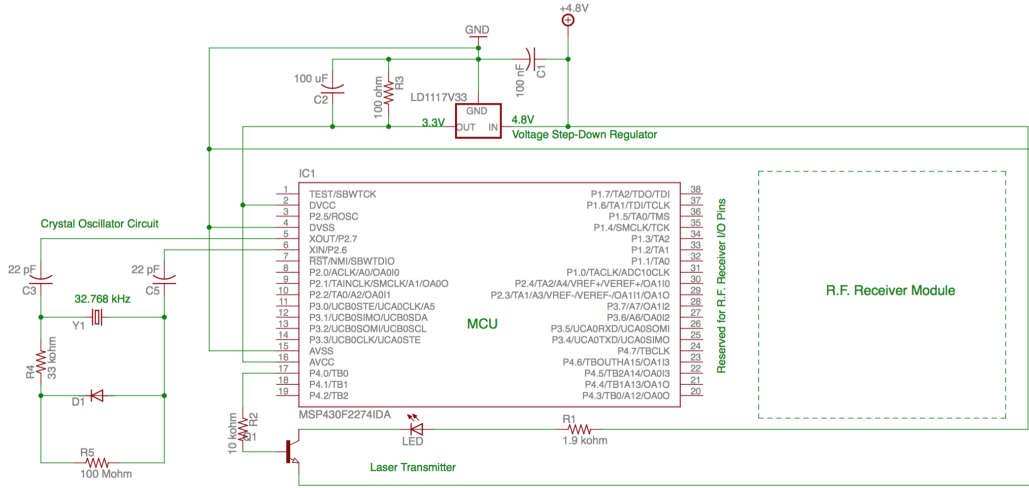 +4.8V
GND
100 uF
C2
100 ohm
R3
100 nF
C1
LD1117V33
GND
3.3V
OUT
IN
4.8V
Voltage Step-Down Regulator
IC1
1 TEST/SBWTCK
2 DVCC
3 P2.5/ROSC
4 DVSS
5 XOUT/P2.7
6 XIN/P2.6
7 RST/NMI/SBWTDIO
8 P2.0/ACLK/A0/OA0I0
9 P2.1/TAINCLK/SMCLK/A1/OA0O
10 P2.2/TA0/A2/OA0I1
11 P3.0/UCB0STE/UCA0CLK/A5
12 P3.1/UCB0SIMO/UCB0SDA
13 P3.2/UCB0SOMI/UCB0SCL
14 P3.3/UCB0CLK/UCA0STE
15 AVSS
16 AVCC
17 P4.0/TB0
18 P4.1/TB1
19 P4.2/TB2
P1.7/TA2/TDO/TDI 38
P1.6/TA1/TDI/TCLK 37
P1.5/TA0/TMS 36
P1.4/SMCLK/TCK 35
P1.3/TA2 34
P1.2/TA1 33
P1.1/TA0 32
P1.0/TACLK/ADC10CLK 31
P2.4/TA2/A4/VREF+/VEREF+/OA1I0 30
P2.3/TA1/A3/VREF-/VEREF-/OA1I1/OA1O 29
P3.7/A7/OA1I2 28
P3.6/A6/OA0I2 27
P3.5/UCA0RXD/UCA0SOMI 26
P3.4/UCA0TXD/UCA0SIMO 25
P4.7/TBCLK 24
P4.6/TBOUTHA15/OA1I3 23
P4.5/TB2A14/OA0I3 22
P4.4/TB1A13/OA1O 21
P4.3/TB0/A12/OA0O 20
MCU
MSP430F2274IDA
Reserved for R.F. Receiver I/O Pins
R.F. Receiver Module
Crystal Oscillator Circuit
22 pF
C3
22 pF
C5
32.768 kHz
Y1
R4
33 kohm
D1
R5
100 Mohm
10 kohm
R2
Q1
LED
R1
1.9 kohm
Laser Transmitter